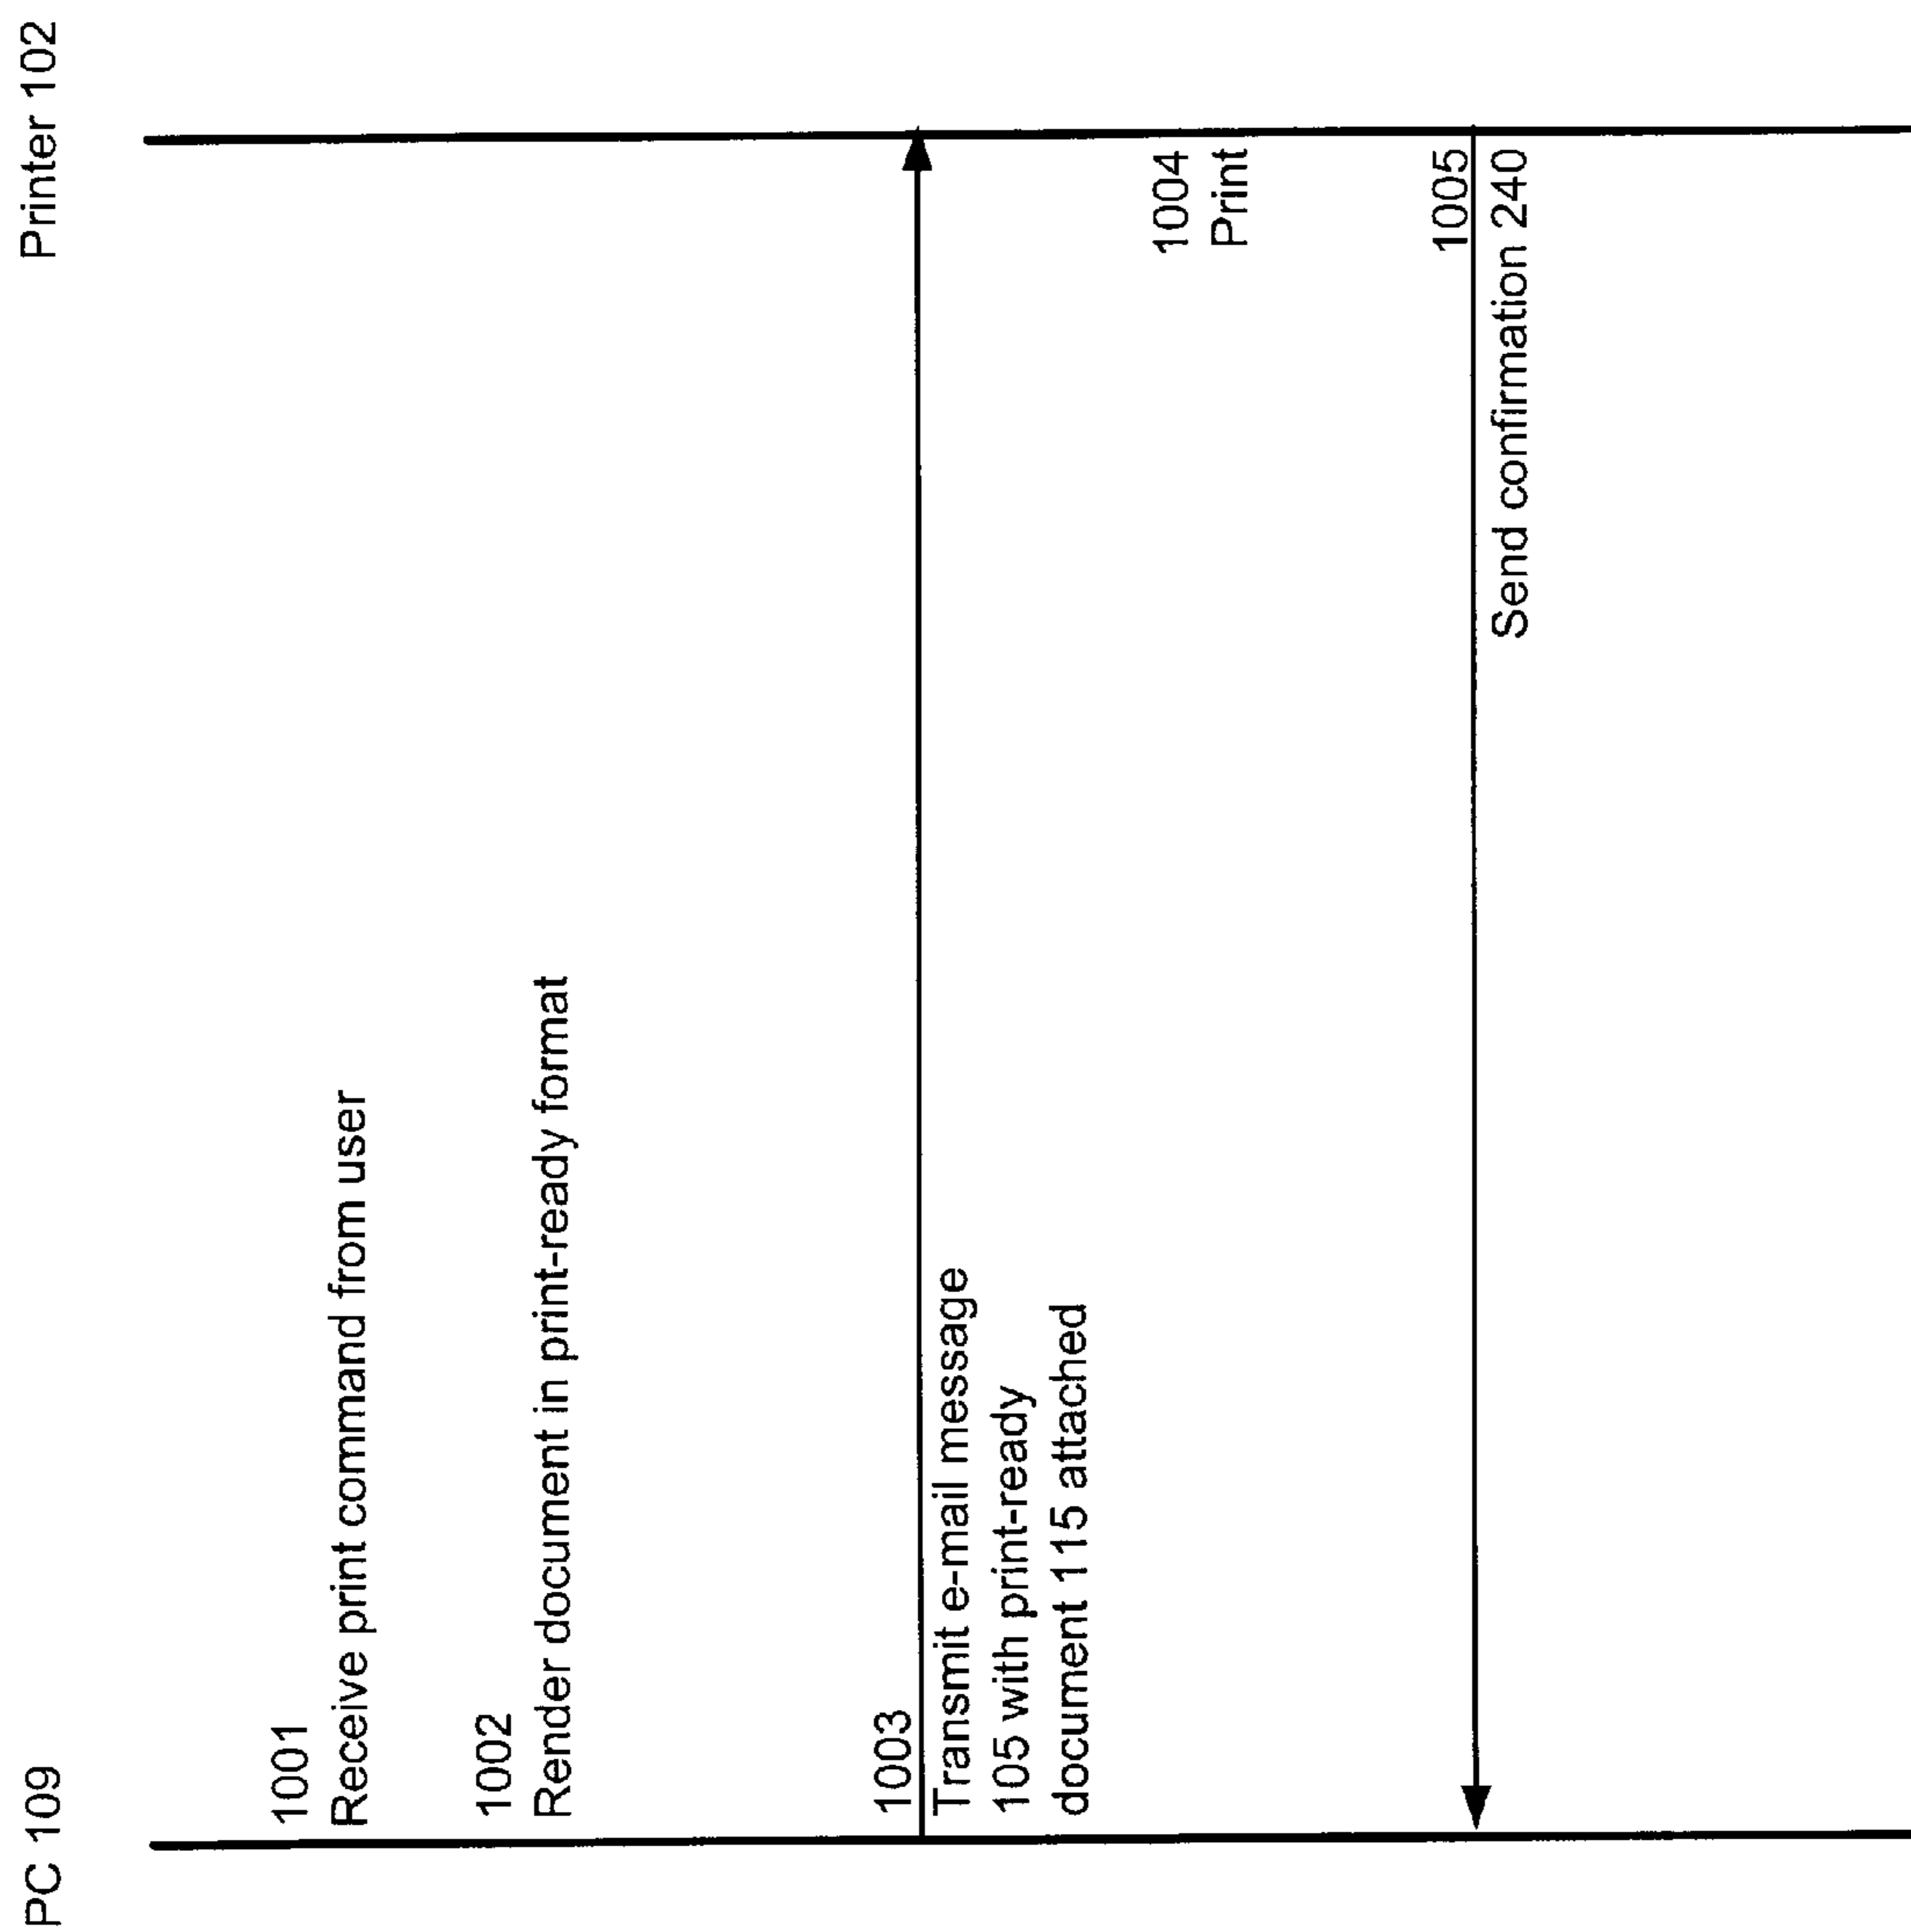 PC 109
Printer 102
1001
Receive print command from user
1002
Render document in print-ready format
1003
Transmit e-mail message
105 with print-ready
document 115 attached
1004
Print
1005
Send confirmation 240